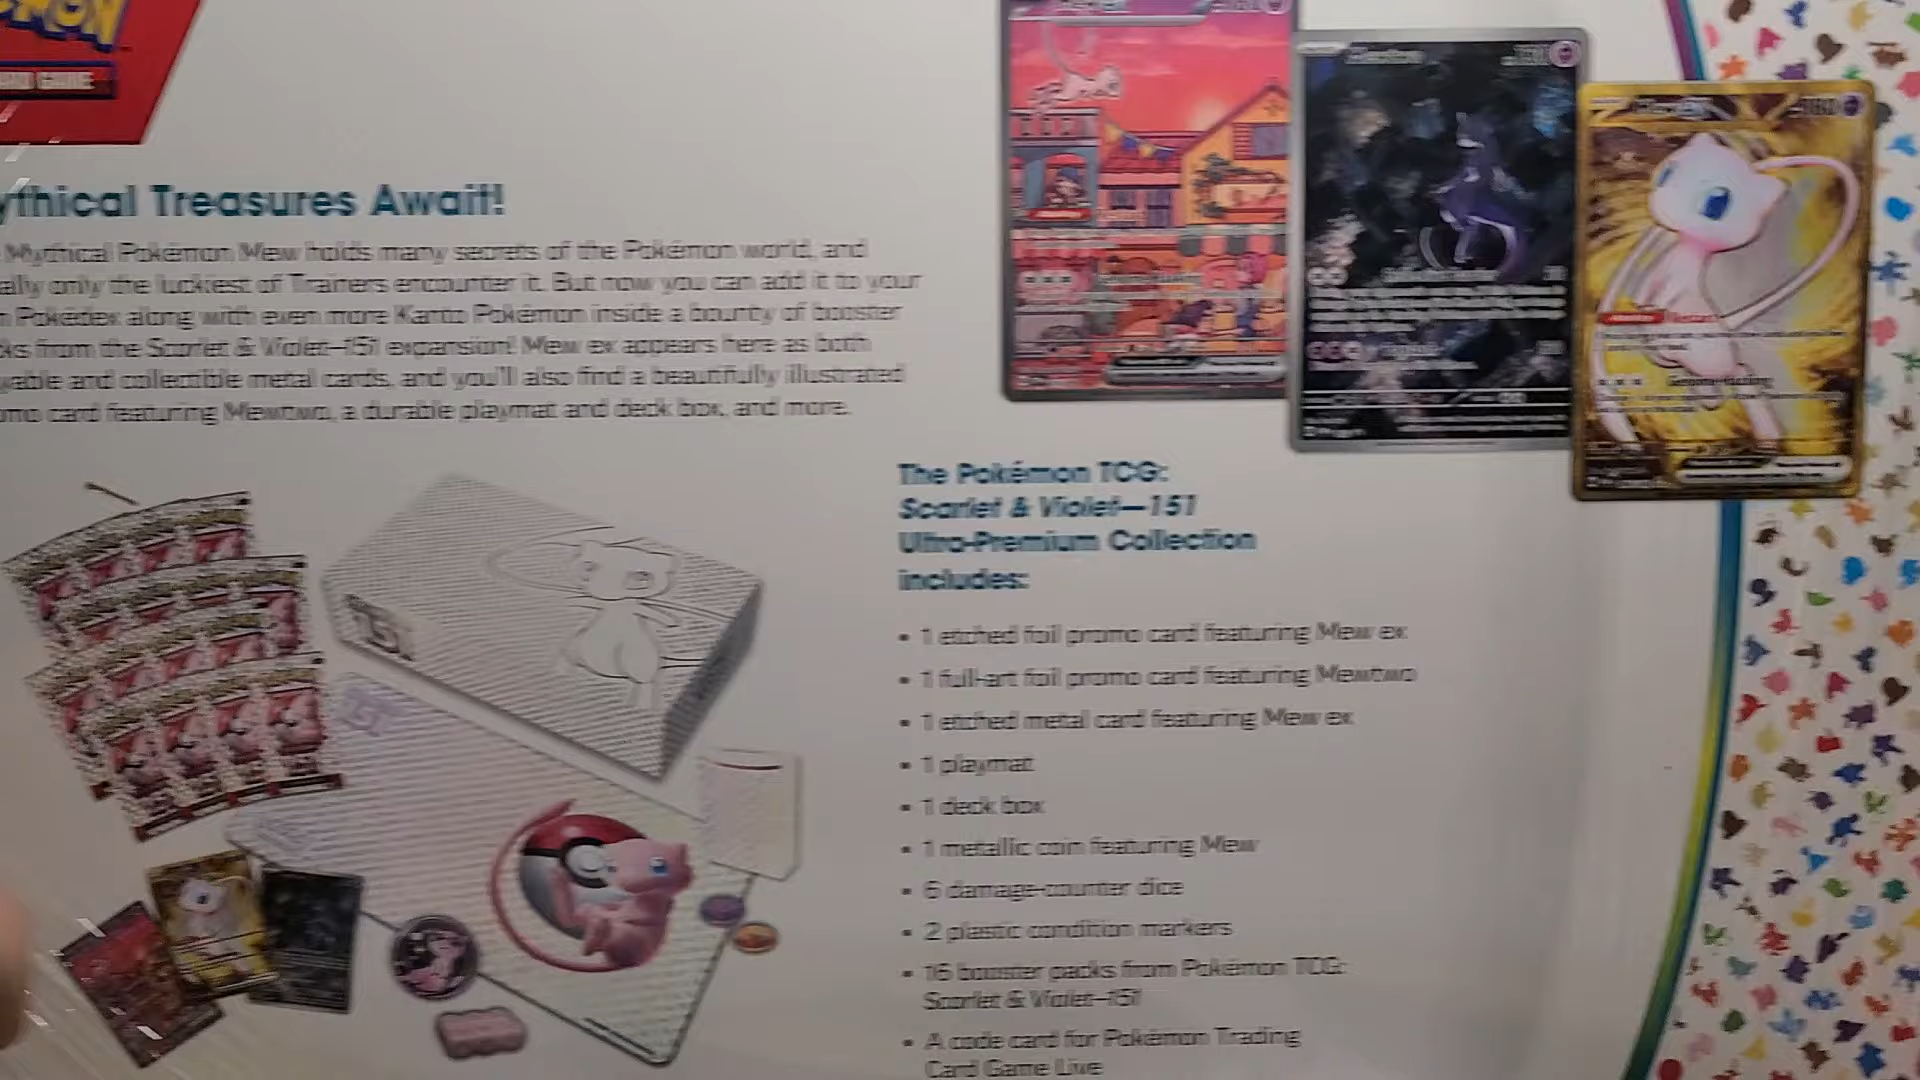 ythical Treasures Await!
Mythical Pokémon Mew holds many secrets of the Pokémon world, and
ally only the luckiest of Trainers encounter it. But now you can add it to your
n Pokédex along with even more Kanto Pokémon inside a bounty of booster
ks from the Scarlet & Violet—151 expansion! Mew ex appears here as both
yable and collectible metal cards, and you'll also find a beautifully illustrated
omo card featuring Mewtwo, a durable playmat and deck box, and more.
The Pokémon TCG:
Scarlet & Violet—151
Ultra-Premium Collection
includes:
• 1 etched foil promo card featuring Mew ex
• 1 full-art foil promo card featuring Mewtwo
• 1 etched metal card featuring Mew ex
• 1 playmat
• 1 deck box
• 1 metallic coin featuring Mew
• 6 damage-counter dice
• 2 plastic condition markers
• 16 booster packs from Pokémon TCG:
Scarlet & Violet—151
• A code card for Pokémon Trading
Card Game Live
151